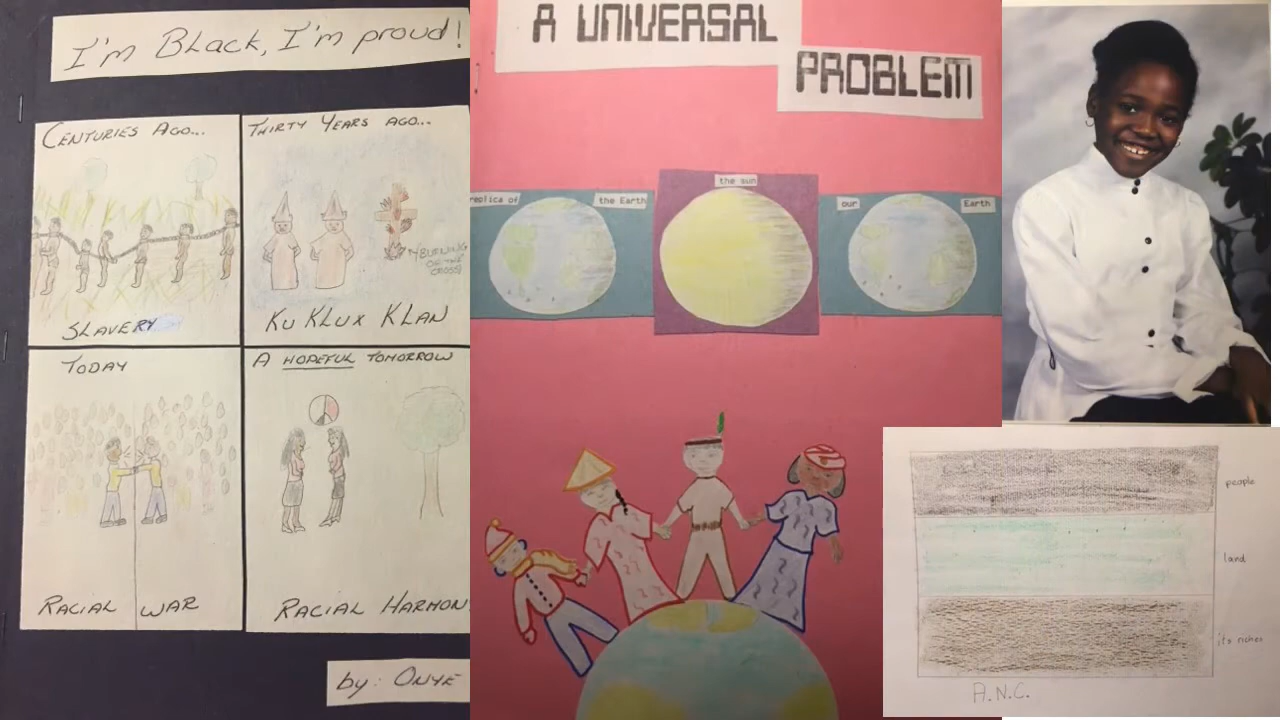 I'm Black, I'm proud!
CENTURIES AGO...
SLAVERY
THIRTY YEARS AGO...
BURNING
OF THE
CROSS!
KU KLUX KLAN
TODAY
RACIAL WAR
A HOPEFUL TOMORROW
RACIAL HARMON
by: ONYE
A UNIVERSAL
PROBLEM
replica of
the Earth
the sun
our
Earth
people
land
its riches
A.N.C.